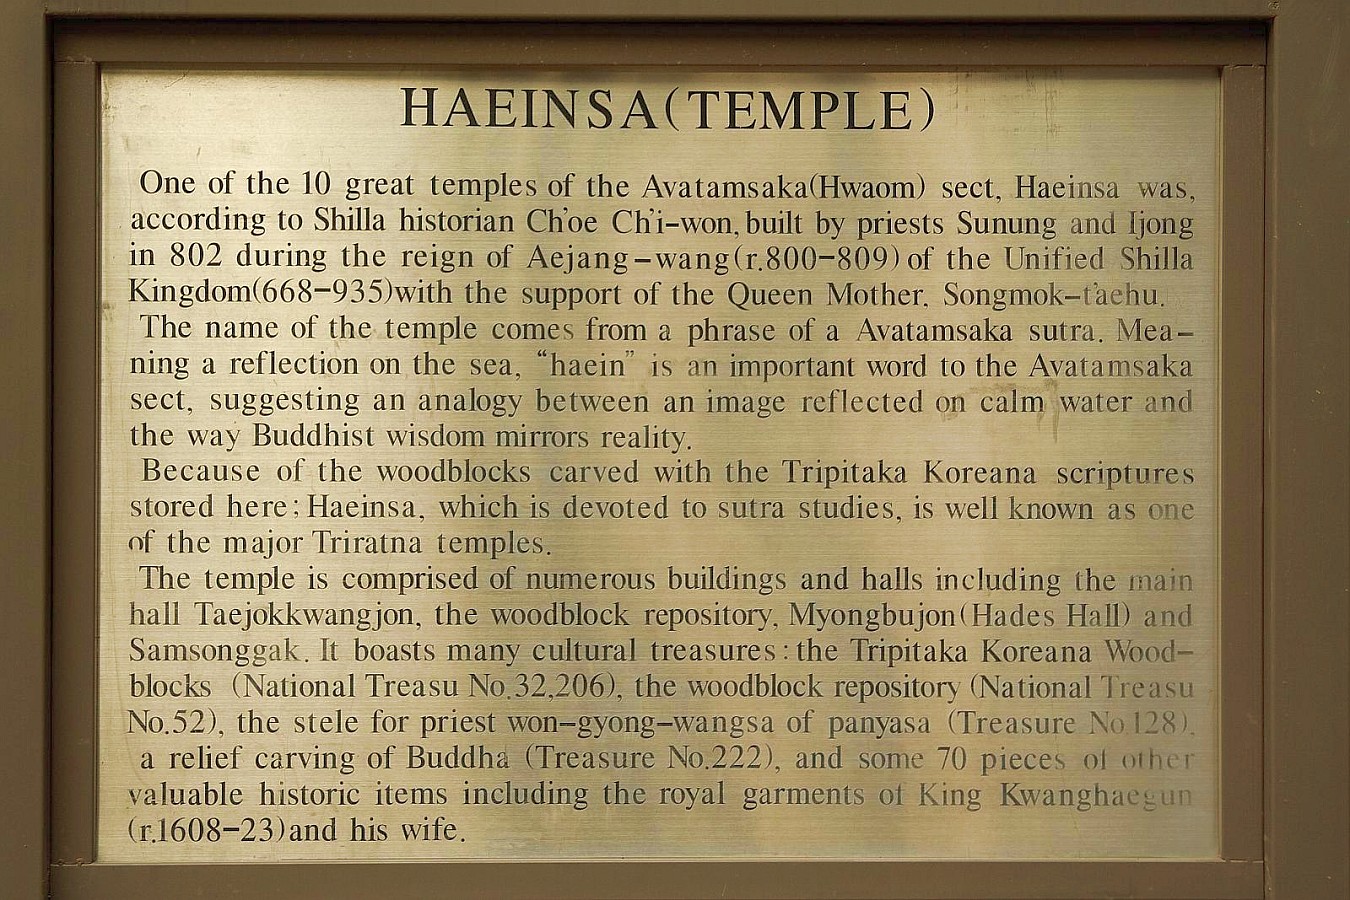 HAEINSA(TEMPLE)
One of the 10 great temples of the Avatamsaka(Hwaom) sect, Haeinsa was,
according to Shilla historian Ch'oe Ch'i-won, built by priests Sunung and Ijong
in 802 during the reign of Aejang-wang(r.800-809) of the Unified Shilla
Kingdom(668-935)with the support of the Queen Mother. Songmok-t'aehu.
The name of the temple comes from a phrase of a Avatamsaka sutra. Mea-
ning a reflection on the sea, "haein" is an important word to the Avatamsaka
sect, suggesting an analogy between an image reflected on calm water and
the way Buddhist wisdom mirrors reality.
Because of the woodblocks carved with the Tripitaka Koreana scriptures
stored here; Haeinsa, which is devoted to sutra studies, is well known as one
of the major Triratna temples.
The temple is comprised of numerous buildings and halls including the main
hall Taejokkwangjon, the woodblock repository, Myongbujon(Hades Hall) and
Samsonggak. It boasts many cultural treasures: the Tripitaka Koreana Wood-
blocks (National Treasu No.32,206), the woodblock repository (National Treasu
No.52), the stele for priest won-gyong-wangsa of panyasa (Treasure No.128),
a relief carving of Buddha (Treasure No.222), and some 70 pieces of other
valuable historic items including the royal garments of King Kwanghaegun
(r.1608-23)and his wife.